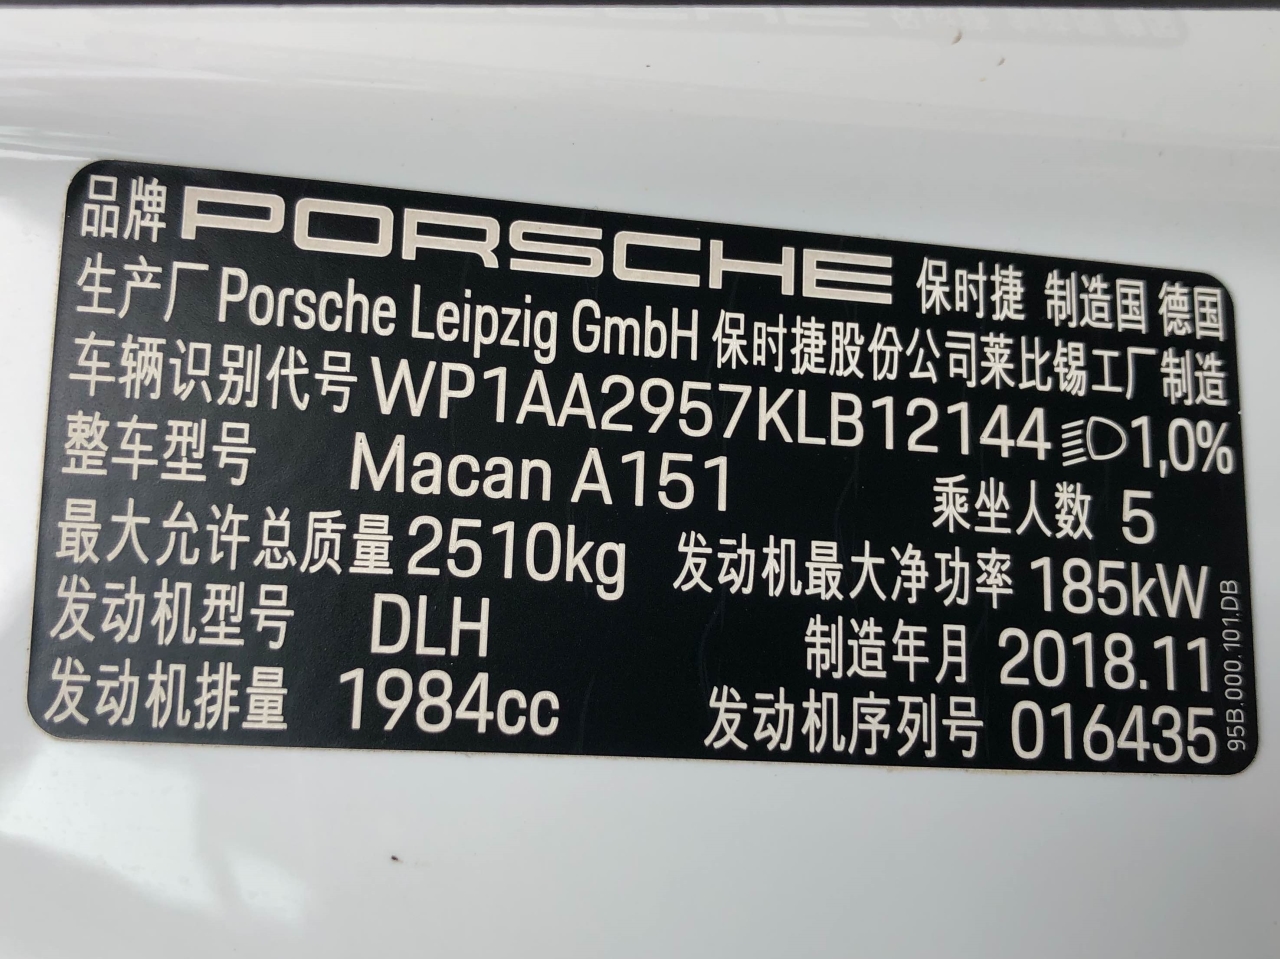 品牌 PORSCHE 保时捷 制造国 德国
生产厂 Porsche Leipzig GmbH 保时捷股份公司莱比锡工厂 制造
车辆识别代号 WP1AA2957KLB12144 1,0%
整车型号 Macan A151 乘坐人数 5
最大允许总质量 2510kg 发动机最大净功率 185kW
发动机型号 DLH 制造年月 2018.11
发动机排量 1984cc 发动机序列号 016435
95B.000.101.DB